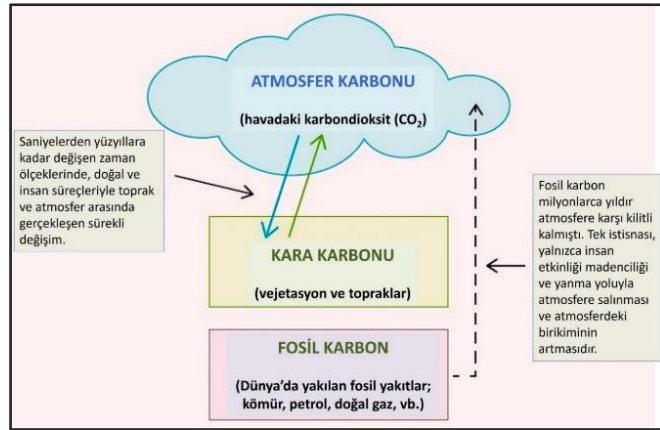 ATMOSFER KARBONU
(havadaki karbondioksit (CO₂)
Saniyelerden yüzyıllara
kadar değişen zaman
ölçeklerinde, doğal ve
insan süreçleriyle toprak
ve atmosfer arasında
gerçekleşen sürekli
değişim.
Fosil karbon
milyonlarca yıldır
atmosfere karşı kilitli
kalmıştı. Tek istisnası,
yalnızca insan
etkinliği madenciliği
ve yanma yoluyla
atmosfere salınması
ve atmosferdeki
birikiminin
artmasıdır.
KARA KARBONU
(vejetasyon ve topraklar)
FOSİL KARBON
(Dünya’da yakılan fosil yakıtlar;
kömür, petrol, doğal gaz, vb.)